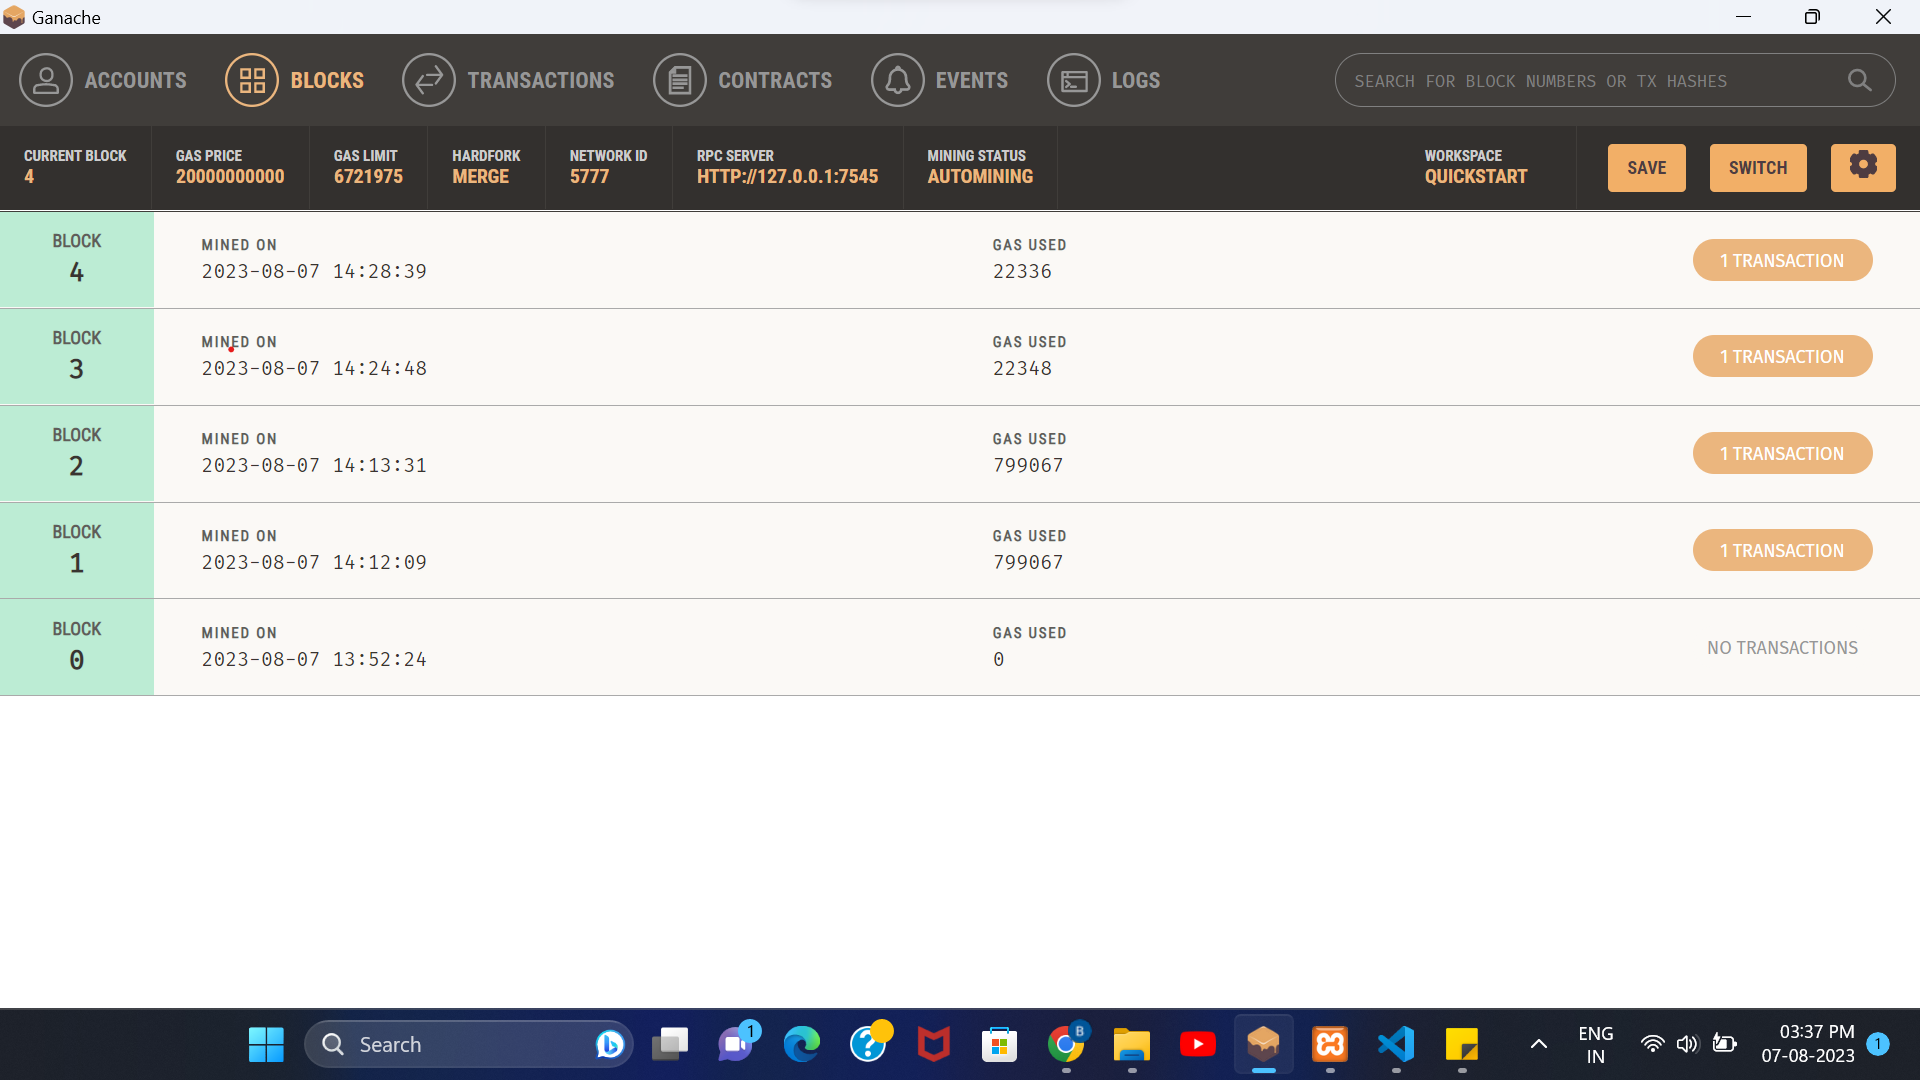 Ganache
ACCOUNTS BLOCKS TRANSACTIONS CONTRACTS EVENTS LOGS SEARCH FOR BLOCK NUMBERS OR TX HASHES
CURRENT BLOCK GAS PRICE GAS LIMIT HARDFORK NETWORK ID RPC SERVER MINING STATUS WORKSPACE
4 20000000000 6721975 MERGE 5777 HTTP://127.0.0.1:7545 AUTOMINING QUICKSTART SAVE SWITCH
BLOCK MINED ON GAS USED
4 2023-08-07 14:28:39 22336 1 TRANSACTION
BLOCK MINED ON GAS USED
3 2023-08-07 14:24:48 22348 1 TRANSACTION
BLOCK MINED ON GAS USED
2 2023-08-07 14:13:31 799067 1 TRANSACTION
BLOCK MINED ON GAS USED
1 2023-08-07 14:12:09 799067 1 TRANSACTION
BLOCK MINED ON GAS USED
0 2023-08-07 13:52:24 0 NO TRANSACTIONS
Search 1 B ENG 03:37 PM
IN 07-08-2023 1